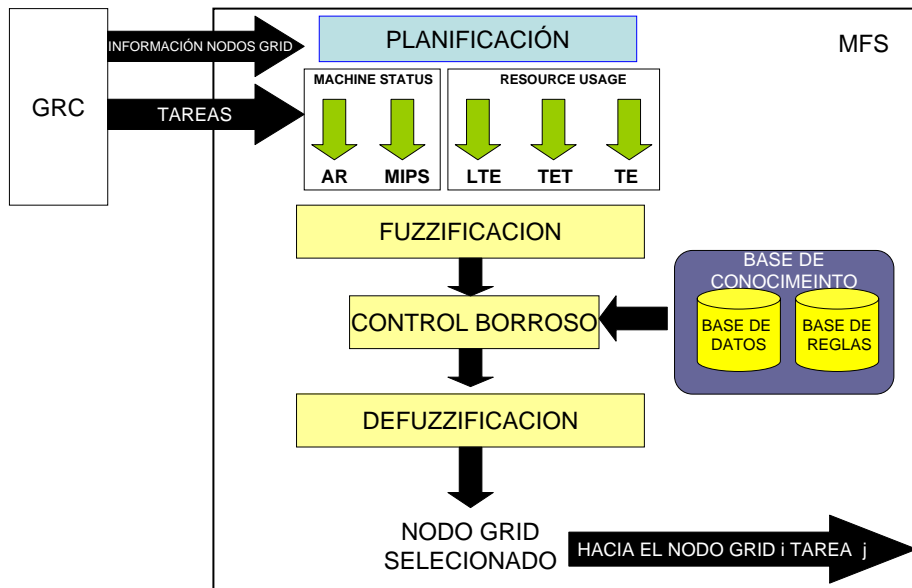 GRC
INFORMACIÓN NODOS GRID
TAREAS
PLANIFICACIÓN
MFS
MACHINE STATUS
AR
MIPS
RESOURCE USAGE
LTE
TET
TE
FUZZIFICACION
CONTROL BORROSO
BASE DE
CONOCIMEINTO
BASE DE
DATOS
BASE DE
REGLAS
DEFUZZIFICACION
NODO GRID
SELECIONADO
HACIA EL NODO GRID i TAREA j